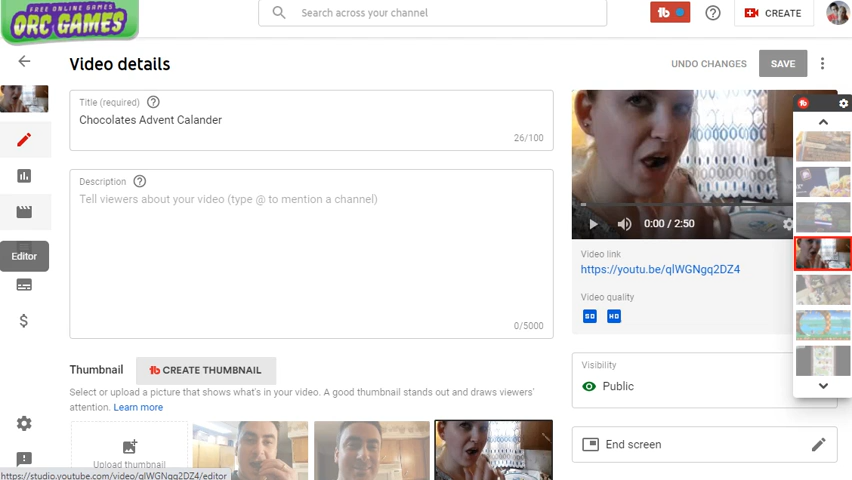 FREE ONLINE GAMES
ORC GAMES
Search across your channel
tb
CREATE
Video details
UNDO CHANGES
SAVE
Title (required)
Chocolates Advent Calander
26/100
Description
Tell viewers about your video (type @ to mention a channel)
0/5000
0:00 / 2:50
Video link
https://youtu.be/qlWGNgq2DZ4
Video quality
SD HD
Editor
$
Thumbnail
tb CREATE THUMBNAIL
Select or upload a picture that shows what's in your video. A good thumbnail stands out and draws viewers'
attention. Learn more
Visibility
Public
Upload thumbnail
End screen
https://studio.youtube.com/video/qlWGNgq2DZ4/editor